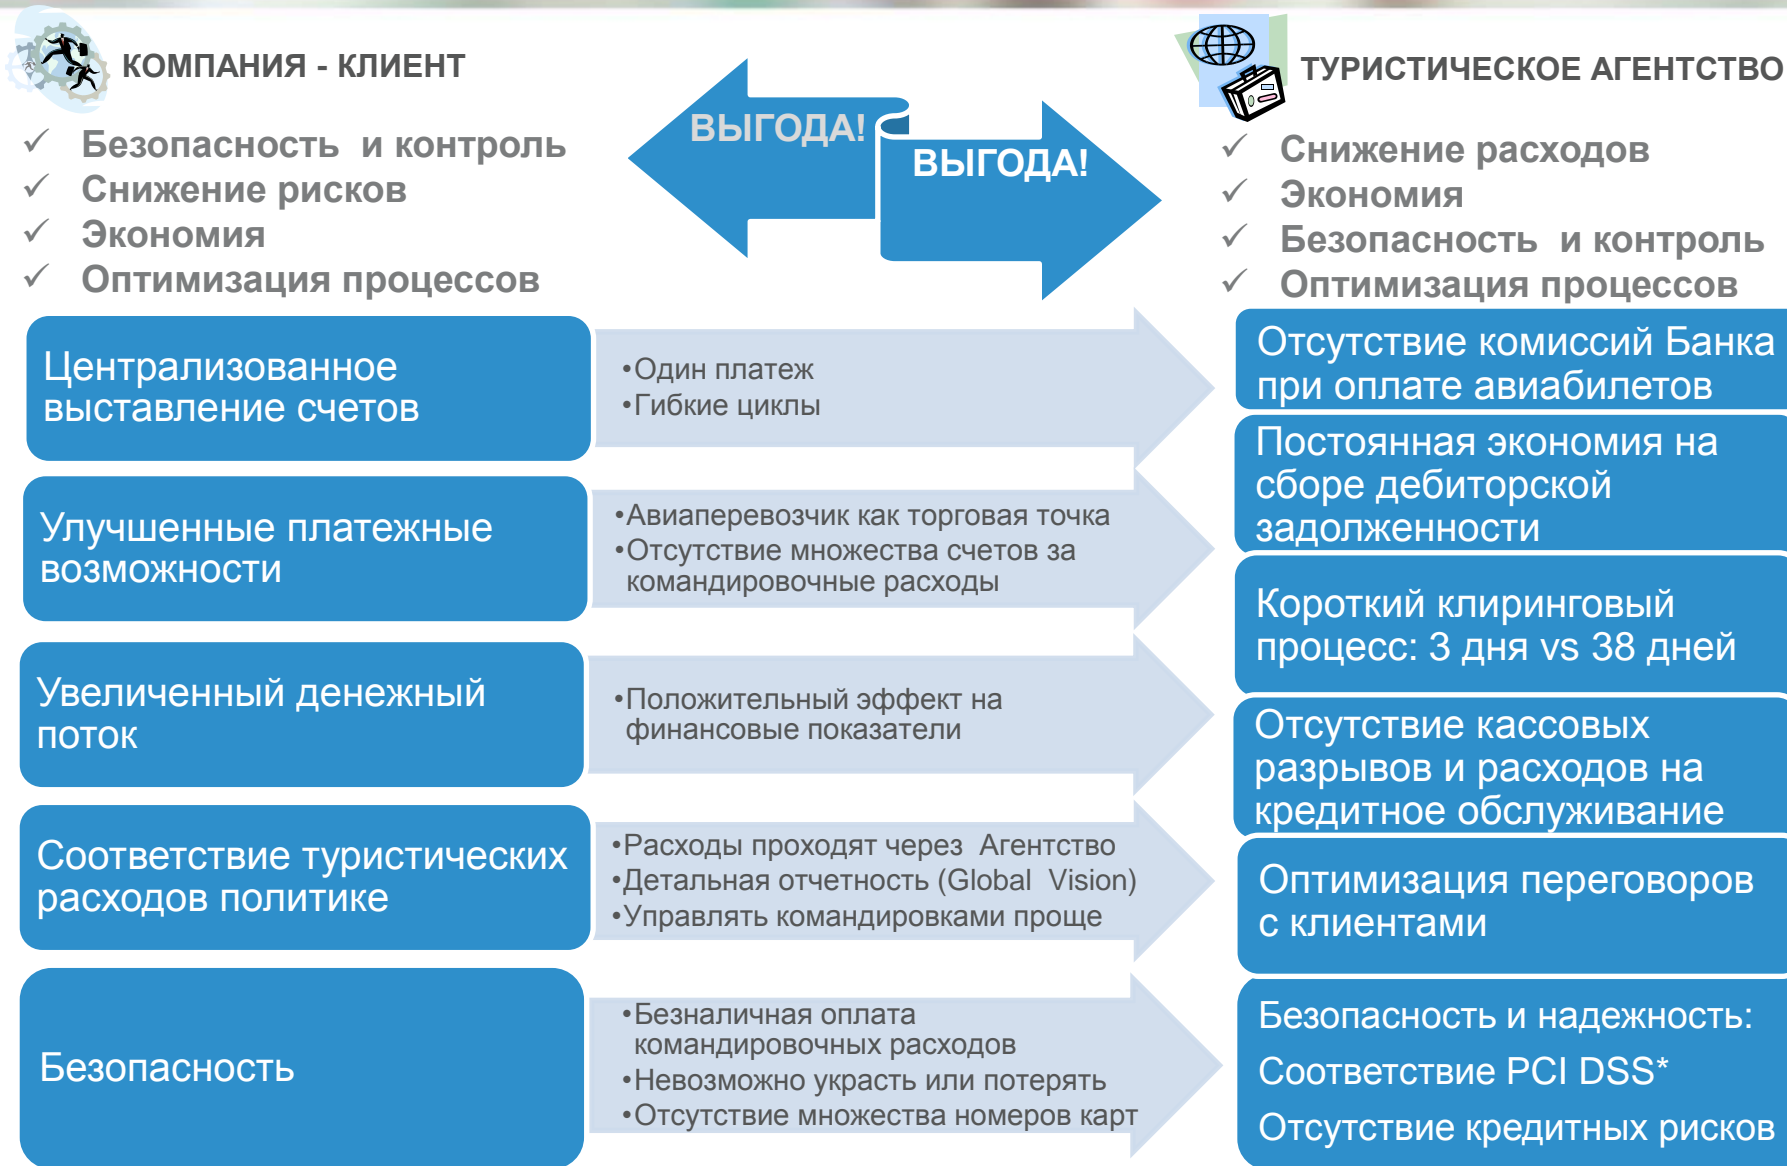 КОМПАНИЯ - КЛИЕНТ
✓ Безопасность и контроль
✓ Снижение рисков
✓ Экономия
✓ Оптимизация процессов
ВЫГОДА!
ВЫГОДА!
ТУРИСТИЧЕСКОЕ АГЕНТСТВО
✓ Снижение расходов
✓ Экономия
✓ Безопасность и контроль
✓ Оптимизация процессов
Централизованное
выставление счетов
•Один платеж
•Гибкие циклы
Улучшенные платежные
возможности
•Авиаперевозчик как торговая точка
•Отсутствие множества счетов за
командировочные расходы
Увеличенный денежный
поток
•Положительный эффект на
финансовые показатели
Соответствие туристических
расходов политике
•Расходы проходят через Агентство
•Детальная отчетность (Global Vision)
•Управлять командировками проще
Безопасность
•Безналичная оплата
командировочных расходов
•Невозможно украсть или потерять
•Отсутствие множества номеров карт
Отсутствие комиссий Банка
при оплате авиабилетов
Постоянная экономия на
сборе дебиторской
задолженности
Короткий клиринговый
процесс: 3 дня vs 38 дней
Отсутствие кассовых
разрывов и расходов на
кредитное обслуживание
Оптимизация переговоров
с клиентами
Безопасность и надежность:
Соответствие PCI DSS*
Отсутствие кредитных рисков